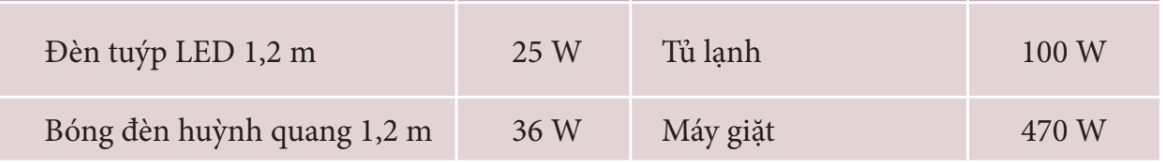 Đèn tuýp LED 1,2 m 25 W Tủ lạnh 100 W
Bóng đèn huỳnh quang 1,2 m 36 W Máy giặt 470 W